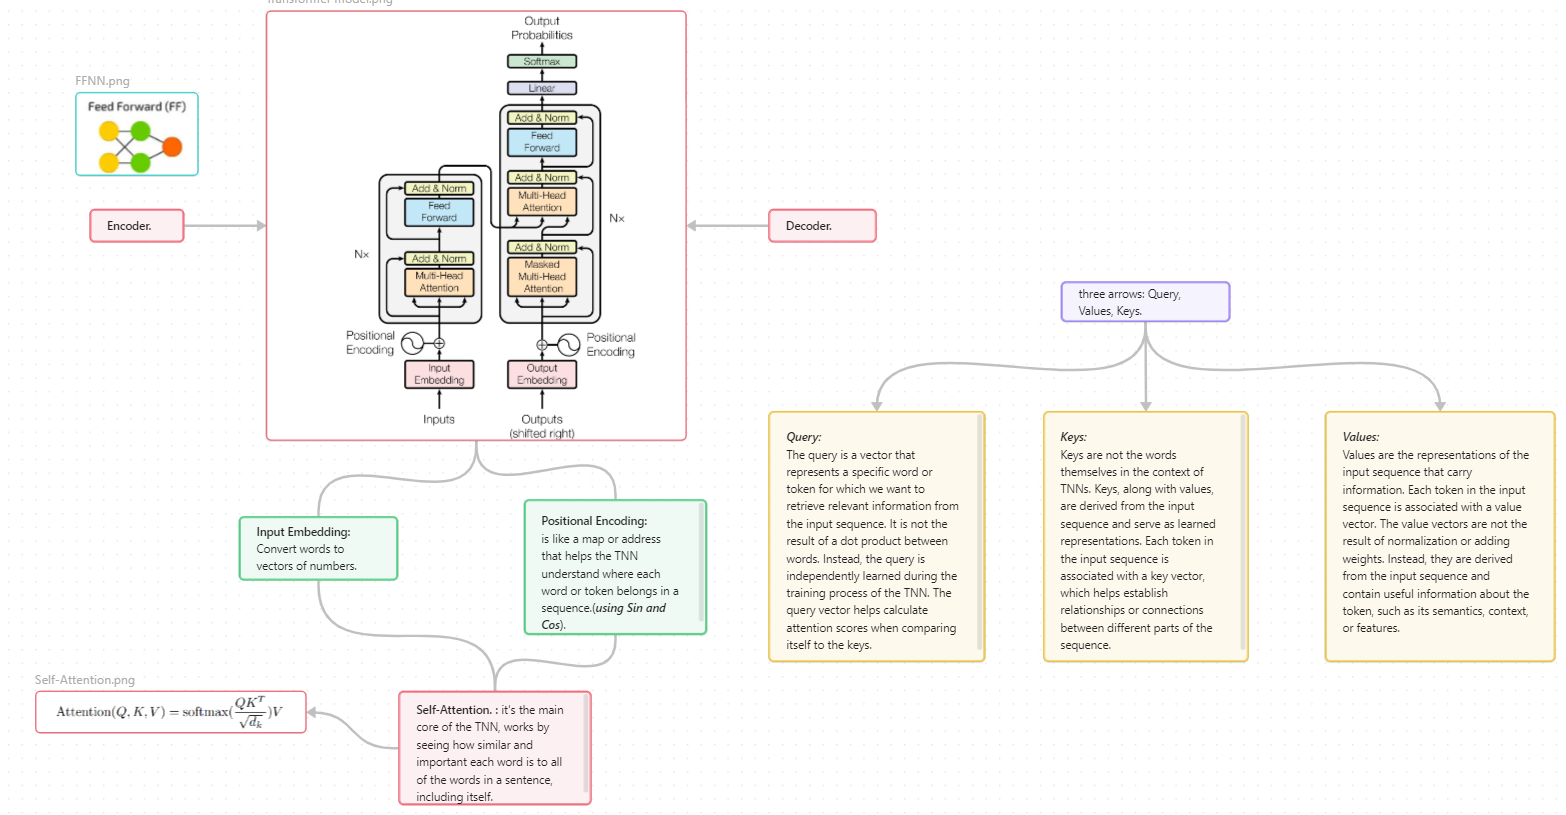 Transformer model.png
Output
Probabilities
Softmax
Linear
Add & Norm
Feed
Forward
Add & Norm
Multi-Head
Attention
Nx
Add & Norm
Masked
Multi-Head
Attention
Add & Norm
Feed
Forward
Nx
Add & Norm
Multi-Head
Attention
Positional
Encoding
Positional
Encoding
Input
Embedding
Output
Embedding
Inputs
Outputs
(shifted right)
FFNN.png
Feed Forward (FF)
Encoder.
Decoder.
three arrows: Query,
Values, Keys.
Query:
The query is a vector that
represents a specific word or
token for which we want to
retrieve relevant information from
the input sequence. It is not the
result of a dot product between
words. Instead, the query is
independently learned during the
training process of the TNN. The
query vector helps calculate
attention scores when comparing
itself to the keys.
Keys:
Keys are not the words
themselves in the context of
TNNs. Keys, along with values,
are derived from the input
sequence and serve as learned
representations. Each token in
the input sequence is
associated with a key vector,
which helps establish
relationships or connections
between different parts of the
sequence.
Values:
Values are the representations of the
input sequence that carry
information. Each token in the input
sequence is associated with a value
vector. The value vectors are not the
result of normalization or adding
weights. Instead, they are derived
from the input sequence and
contain useful information about the
token, such as its semantics, context,
or features.
Input Embedding:
Convert words to
vectors of numbers.
Positional Encoding:
is like a map or address
that helps the TNN
understand where each
word or token belongs in a
sequence.(using Sin and
Cos).
Self-Attention.png
Attention(Q, K, V) = softmax(QK^T/√d_k)V
Self-Attention. : it's the main
core of the TNN, works by
seeing how similar and
important each word is to all
of the words in a sentence,
including itself.